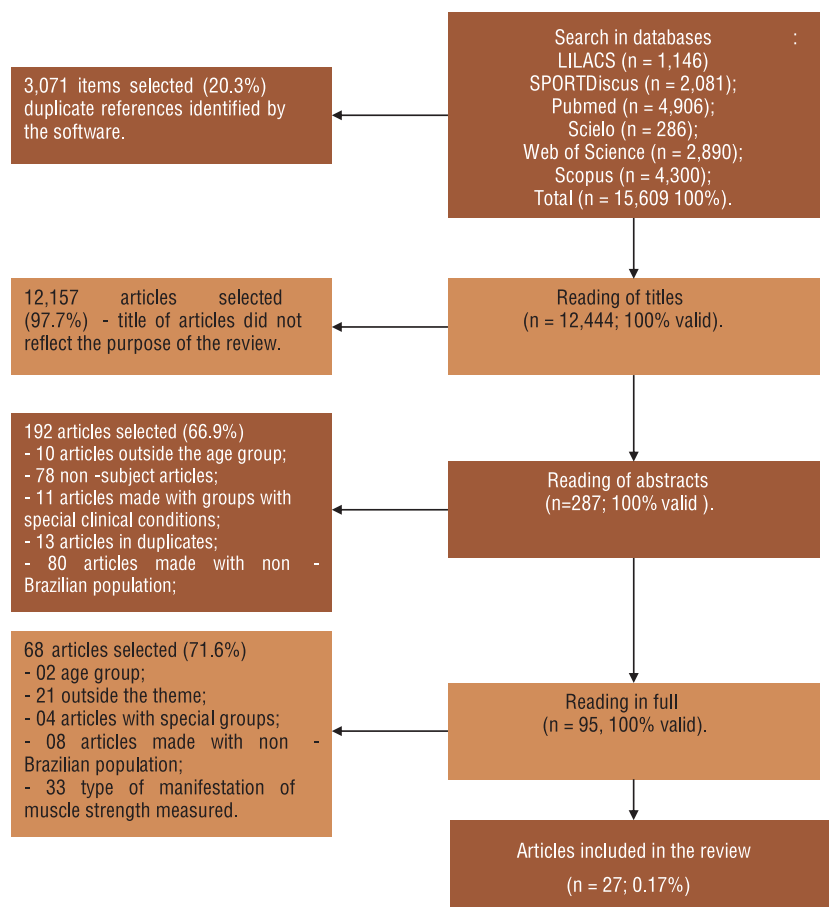 Search in databases :
LILACS (n = 1,146)
SPORTDiscus (n = 2,081);
Pubmed (n = 4,906);
Scielo (n = 286);
Web of Science (n = 2,890);
Scopus (n = 4,300);
Total (n = 15,609 100%).
3,071 items selected (20.3%)
duplicate references identified by
the software.
Reading of titles
(n = 12,444; 100% valid).
12,157 articles selected
(97.7%) - title of articles did not
reflect the purpose of the review.
Reading of abstracts
(n=287; 100% valid ).
192 articles selected (66.9%)
- 10 articles outside the age group;
- 78 non -subject articles;
- 11 articles made with groups with
special clinical conditions;
- 13 articles in duplicates;
- 80 articles made with non -
Brazilian population;
Reading in full
(n = 95, 100% valid).
68 articles selected (71.6%)
- 02 age group;
- 21 outside the theme;
- 04 articles with special groups;
- 08 articles made with non -
Brazilian population;
- 33 type of manifestation of
muscle strength measured.
Articles included in the review
(n = 27; 0.17%)